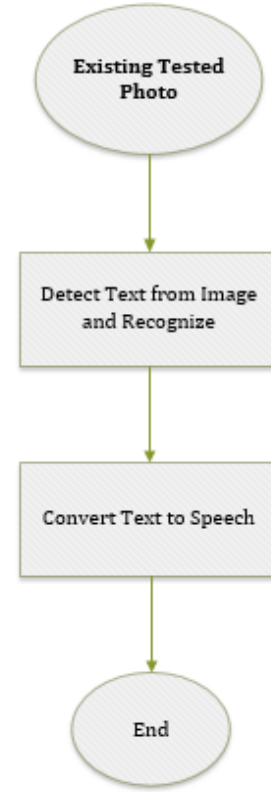 Existing Tested
Photo
Detect Text from Image
and Recognize
Convert Text to Speech
End